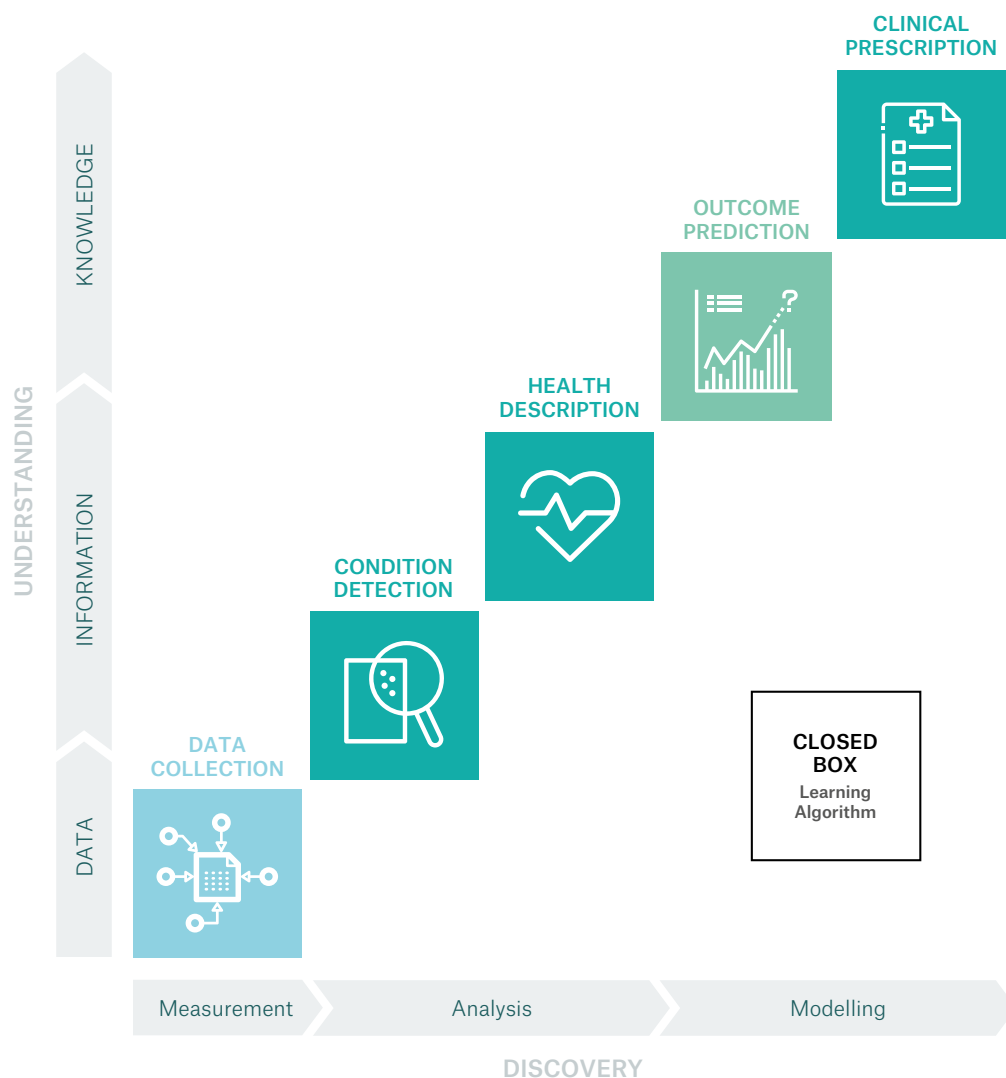 CLINICAL
PRESCRIPTION
OUTCOME
PREDICTION
HEALTH
DESCRIPTION
CONDITION
DETECTION
DATA
COLLECTION
CLOSED
BOX
Learning
Algorithm
UNDERSTANDING
KNOWLEDGE
INFORMATION
DATA
Measurement
Analysis
Modelling
DISCOVERY
?